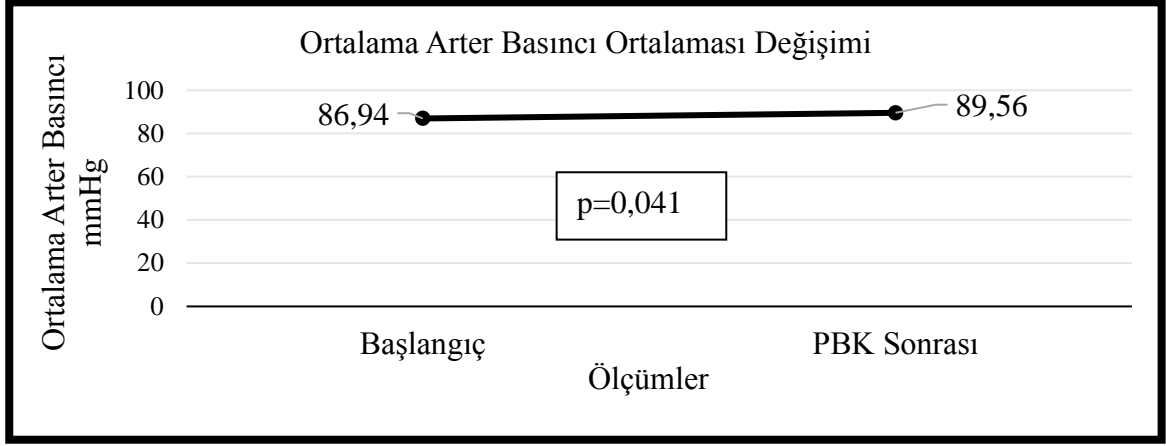 Ortalama Arter Basıncı Ortalaması Değişimi
Ortalama Arter Basıncı
mmHg
100
80
60
40
20
0
86,94
89,56
p=0,041
Başlangıç
PBK Sonrası
Ölçümler